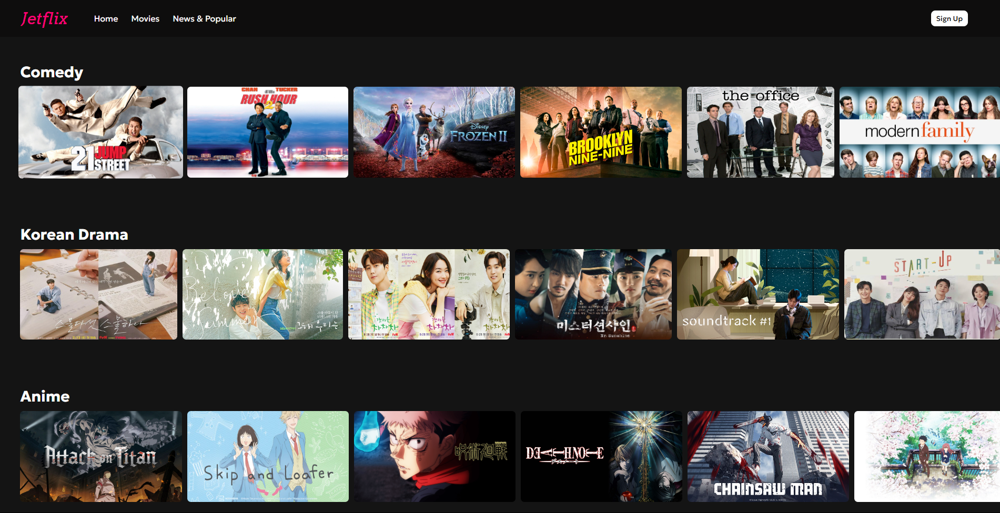 Jetflix
Home
Movies
News & Popular
Sign Up
Comedy
21 JUMP STREET
CHAN TUCKER
RUSH HOUR
2
Disney
FROZEN II
BROOKLYN
NINE-NINE
the office
modern family
Korean Drama
스물다섯 스물하나
tvN
Beloved
Summer
그 해 우리는
갯마을
차차차
tvN
갯마을
차차차
tvN
갯마을
차차차
tvN
미스터 션샤인
Mr. Sunshine
soundtrack #1
START-UP
Anime
Attack on Titan
Skip and Loafer
呪術廻戦
DEATH NOTE
CHAINSAW MAN